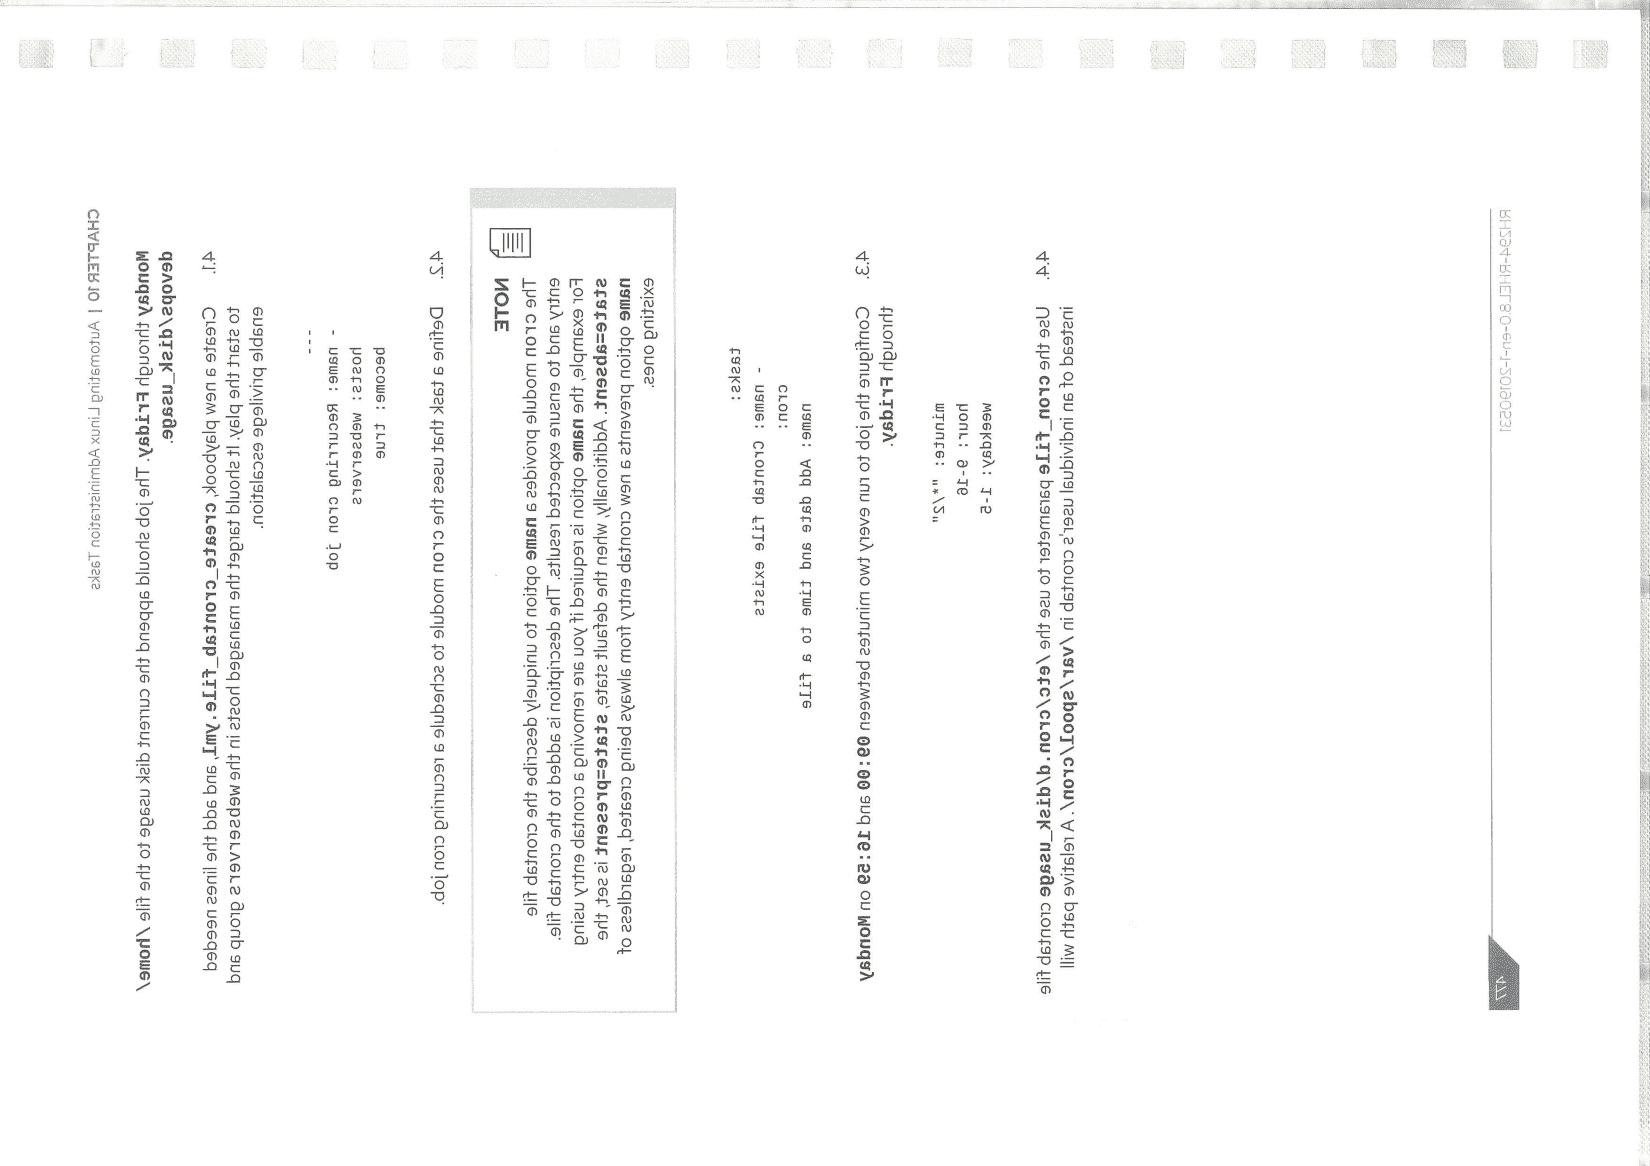 CHAPTER 10 | Automating Linux Administration Tasks
Monday through Friday. The job should append the current disk usage to the file /home/
devops/disk_usage.
4.1. Create a new playbook, create_crontab_file.yml, and add the lines needed
to start the play. It should target the managed hosts in the webservers group and
enable privilege escalation.
---
- name: Recurring cron job
hosts: webservers
become: true
4.2. Define a task that uses the cron module to schedule a recurring cron job.
NOTE
The cron module provides a name option to uniquely describe the crontab file
entry and to ensure expected results. The description is added to the crontab file.
For example, the name option is required if you are removing a crontab entry using
state=absent. Additionally, when the default state, state=present is set, the
name option prevents a new crontab entry from always being created, regardless of
existing ones.
tasks:
- name: Crontab file exists
cron:
name: Add date and time to a file
4.3. Configure the job to run every two minutes between 09:00 and 16:59 on Monday
through Friday.
minute: "*/2"
hour: 9-16
weekday: 1-5
4.4. Use the cron_file parameter to use the /etc/cron.d/disk_usage crontab file
instead of an individual user's crontab in /var/spool/cron/. A relative path will
RH294-RHEL8.0-en-1-20190531